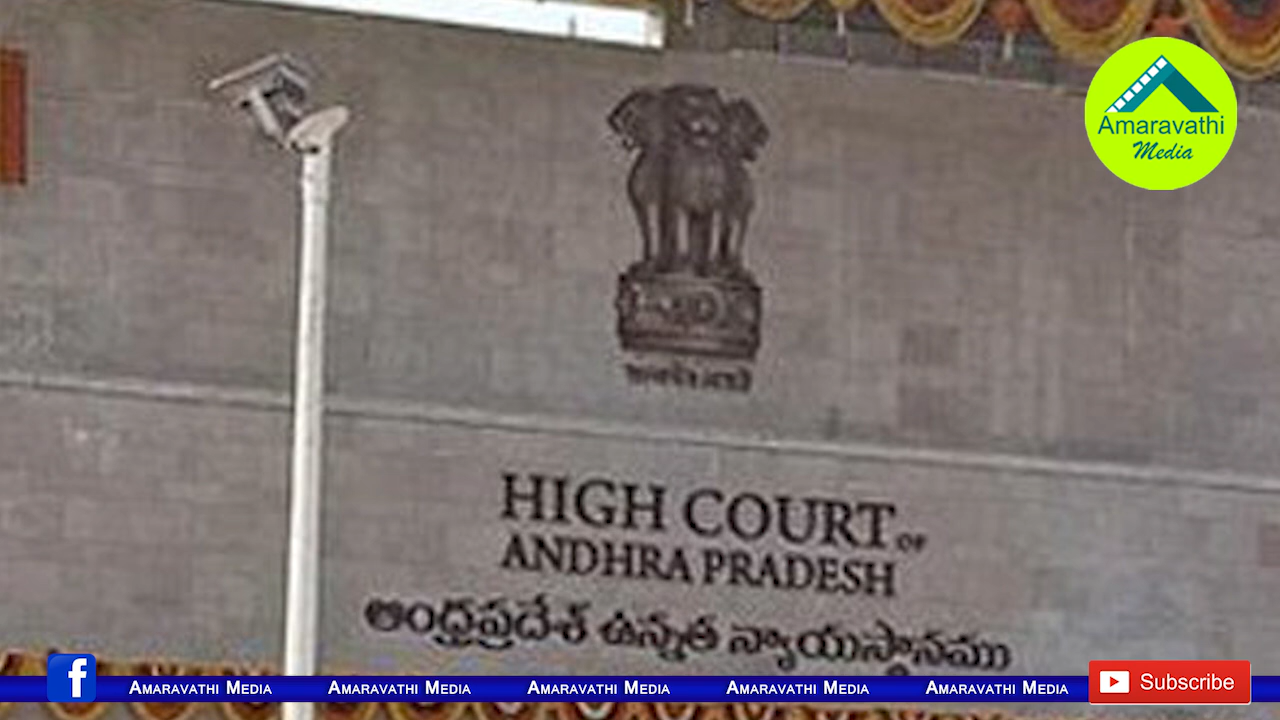 Amaravathi
Media
HIGH COURT OF
ANDHRA PRADESH
ఆంధ్రప్రదేశ ఉన్నత న్యాయస్థానము
Amaravathi Media Amaravathi Media Amaravathi Media Amaravathi Media Amaravathi Media Subscribe